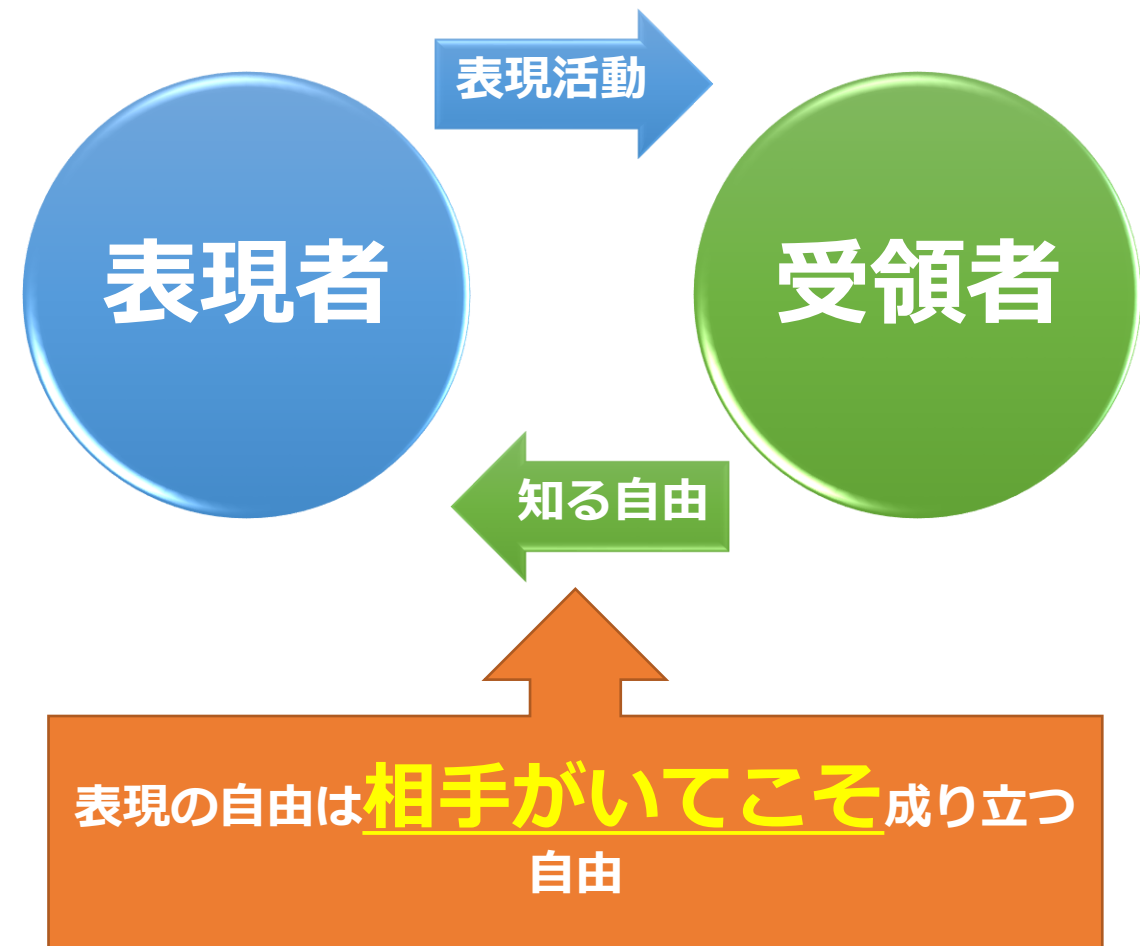 表現活動
表現者
受領者
知る自由
表現の自由は相手がいてこそ成り立つ
自由